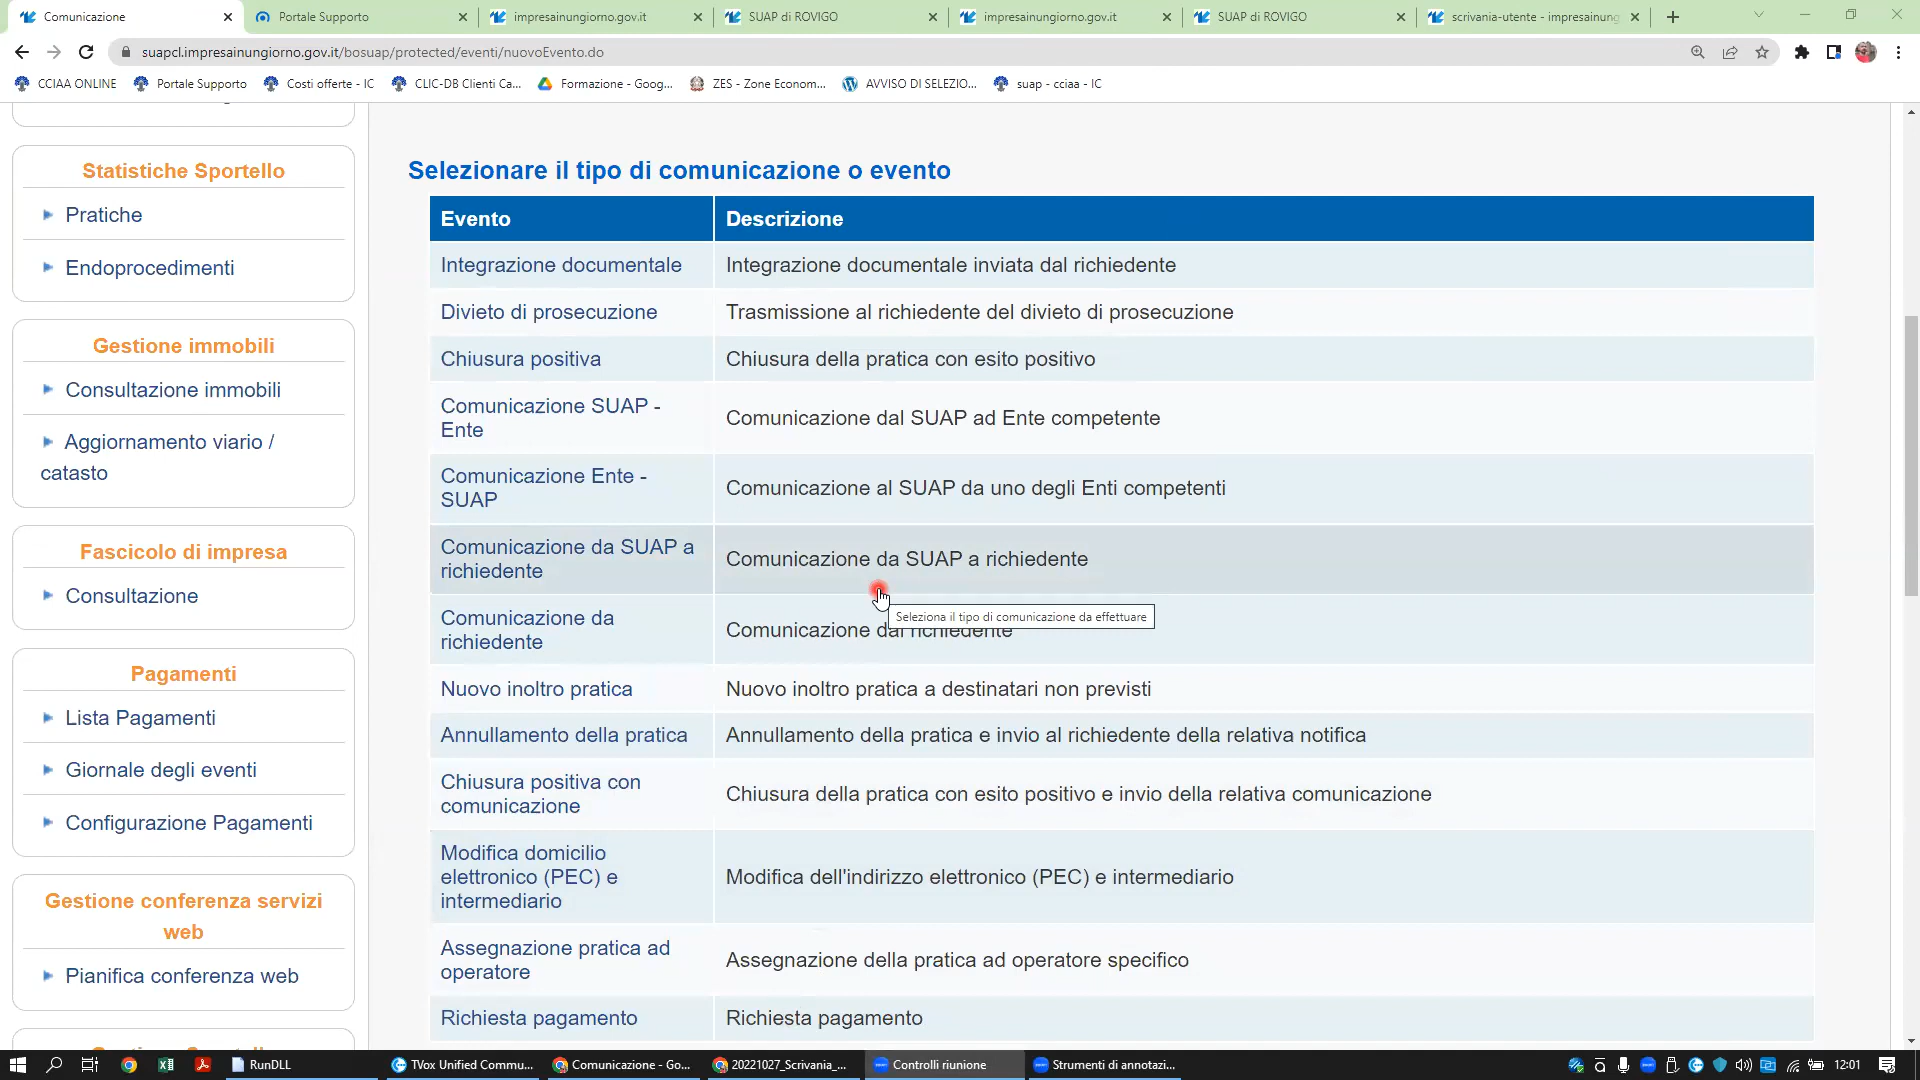 Comunicazione
Portale Supporto
impresainungiorno.gov.it
SUAP di ROVIGO
impresainungiorno.gov.it
SUAP di ROVIGO
scrivania-utente - impresainung
suapcl.impresainungiorno.gov.it/bosuap/protected/eventi/nuovoEvento.do
CCIAA ONLINE
Portale Supporto
Costi offerte - IC
CLIC-DB Clienti Ca...
Formazione - Goog...
ZES - Zone Econom...
AVVISO DI SELEZIO...
suap - cciaa - IC
Statistiche Sportello
Pratiche
Endoprocedimenti
Gestione immobili
Consultazione immobili
Aggiornamento viario /
catasto
Fascicolo di impresa
Consultazione
Pagamenti
Lista Pagamenti
Giornale degli eventi
Configurazione Pagamenti
Gestione conferenza servizi
web
Pianifica conferenza web
Selezionare il tipo di comunicazione o evento
Evento
Descrizione
Integrazione documentale
Integrazione documentale inviata dal richiedente
Divieto di prosecuzione
Trasmissione al richiedente del divieto di prosecuzione
Chiusura positiva
Chiusura della pratica con esito positivo
Comunicazione SUAP -
Ente
Comunicazione dal SUAP ad Ente competente
Comunicazione Ente -
SUAP
Comunicazione al SUAP da uno degli Enti competenti
Comunicazione da SUAP a
richiedente
Comunicazione da SUAP a richiedente
Seleziona il tipo di comunicazione da effettuare
Comunicazione da
richiedente
Comunicazione dal richiedente
Nuovo inoltro pratica
Nuovo inoltro pratica a destinatari non previsti
Annullamento della pratica
Annullamento della pratica e invio al richiedente della relativa notifica
Chiusura positiva con
comunicazione
Chiusura della pratica con esito positivo e invio della relativa comunicazione
Modifica domicilio
elettronico (PEC) e
intermediario
Modifica dell'indirizzo elettronico (PEC) e intermediario
Assegnazione pratica ad
operatore
Assegnazione della pratica ad operatore specifico
Richiesta pagamento
Richiesta pagamento
RunDLL
TVox Unified Commu...
Comunicazione - Go...
20221027_Scrivania_...
Controlli riunione
Strumenti di annotazi...
12:01